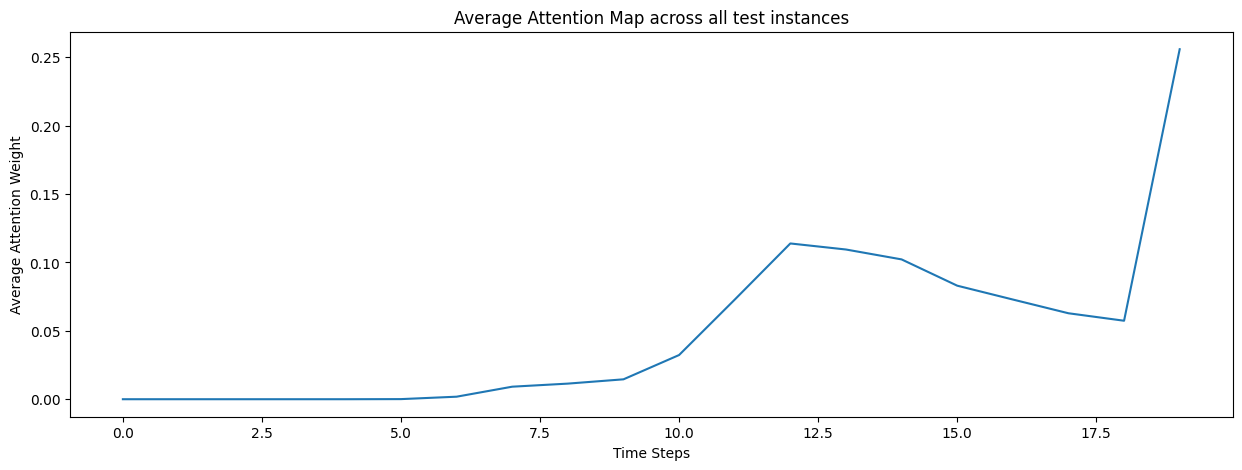 Average Attention Map across all test instances
Average Attention Weight
0.25
0.20
0.15
0.10
0.05
0.00
0.0 2.5 5.0 7.5 10.0 12.5 15.0 17.5
Time Steps